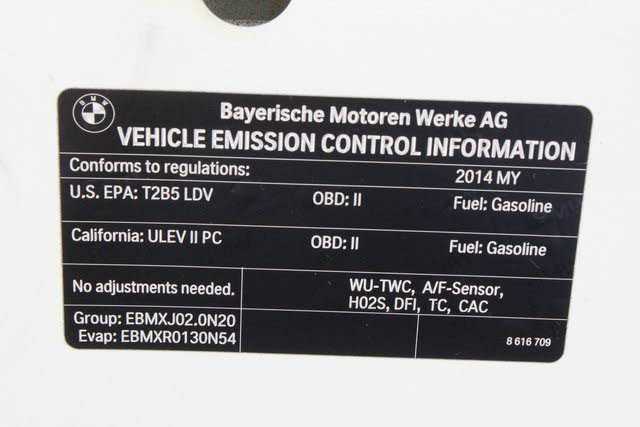 BMW
Bayerische Motoren Werke AG
VEHICLE EMISSION CONTROL INFORMATION
Conforms to regulations: 2014 MY
U.S. EPA: T2B5 LDV OBD: II Fuel: Gasoline
California: ULEV II PC OBD: II Fuel: Gasoline
No adjustments needed.
WU-TWC, A/F-Sensor,
HO2S, DFI, TC, CAC
Group: EBMXJ02.0N20
Evap: EBMXR0130N54
8 616 709